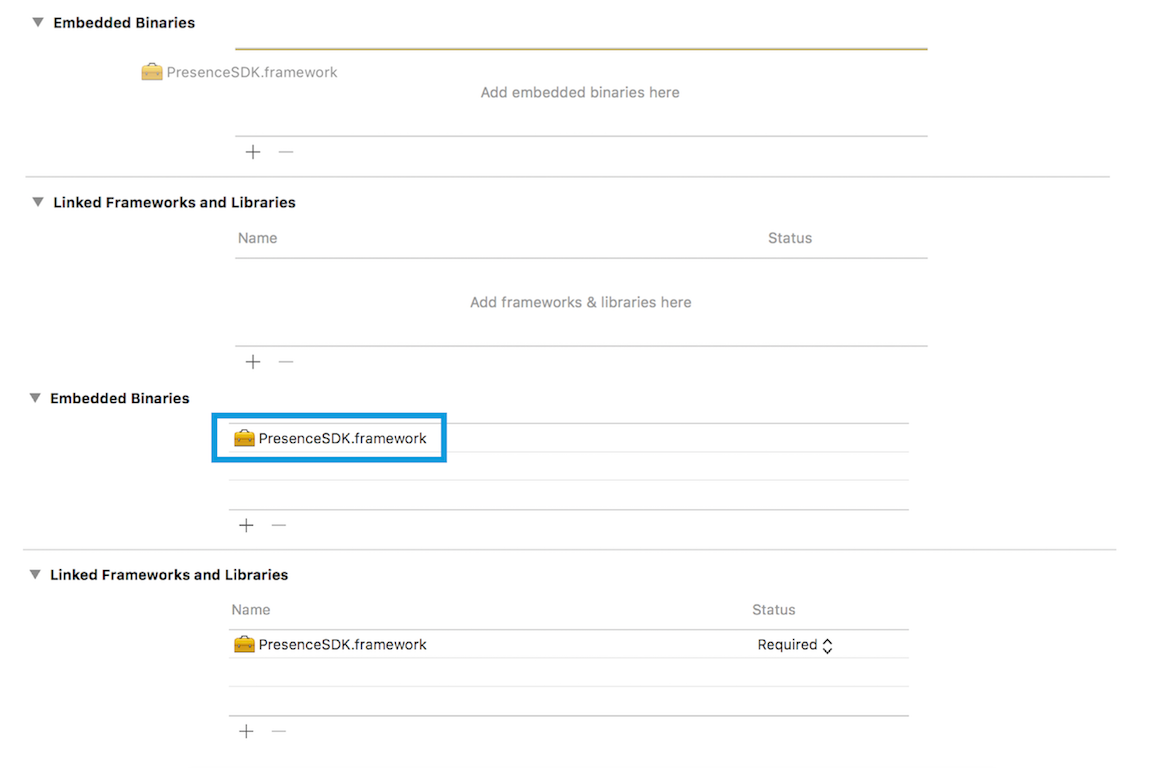 Embedded Binaries
PresenceSDK.framework
Add embedded binaries here
Linked Frameworks and Libraries
Name Status
Add frameworks & libraries here
Embedded Binaries
PresenceSDK.framework
Linked Frameworks and Libraries
Name Status
PresenceSDK.framework Required